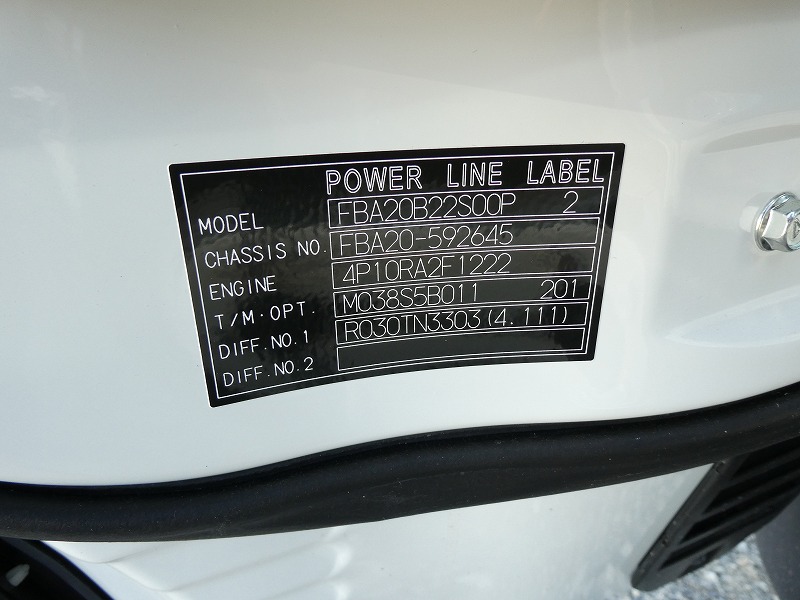 POWER LINE LABEL
MODEL FBA20B22S00P 2
CHASSIS NO. FBA20-592645
ENGINE 4P10RA2F1222
T/M·OPT. M038S5B011 201
DIFF.NO.1 R030TN3303(4.111)
DIFF.NO.2